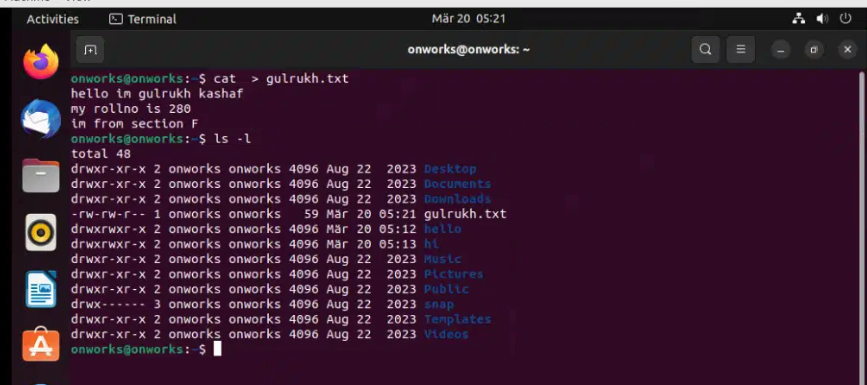 Activities Terminal Mär 20 05:21
onworks@onworks: ~
onworks@onworks:~$ cat  > gulrukh.txt
hello im gulrukh kashaf
my rollno is 280
im from section F
onworks@onworks:~$ ls -l
total 48
drwxr-xr-x 2 onworks onworks 4096 Aug 22  2023 Desktop
drwxr-xr-x 2 onworks onworks 4096 Aug 22  2023 Documents
drwxr-xr-x 2 onworks onworks 4096 Aug 22  2023 Downloads
-rw-rw-r-- 1 onworks onworks   59 Mär 20 05:21 gulrukh.txt
drwxrwxr-x 2 onworks onworks 4096 Mär 20 05:12 hello
drwxrwxr-x 2 onworks onworks 4096 Mär 20 05:13 hi
drwxr-xr-x 2 onworks onworks 4096 Aug 22  2023 Music
drwxr-xr-x 2 onworks onworks 4096 Aug 22  2023 Pictures
drwxr-xr-x 2 onworks onworks 4096 Aug 22  2023 Public
drwx------ 3 onworks onworks 4096 Aug 22  2023 snap
drwxr-xr-x 2 onworks onworks 4096 Aug 22  2023 Templates
drwxr-xr-x 2 onworks onworks 4096 Aug 22  2023 Videos
onworks@onworks:~$